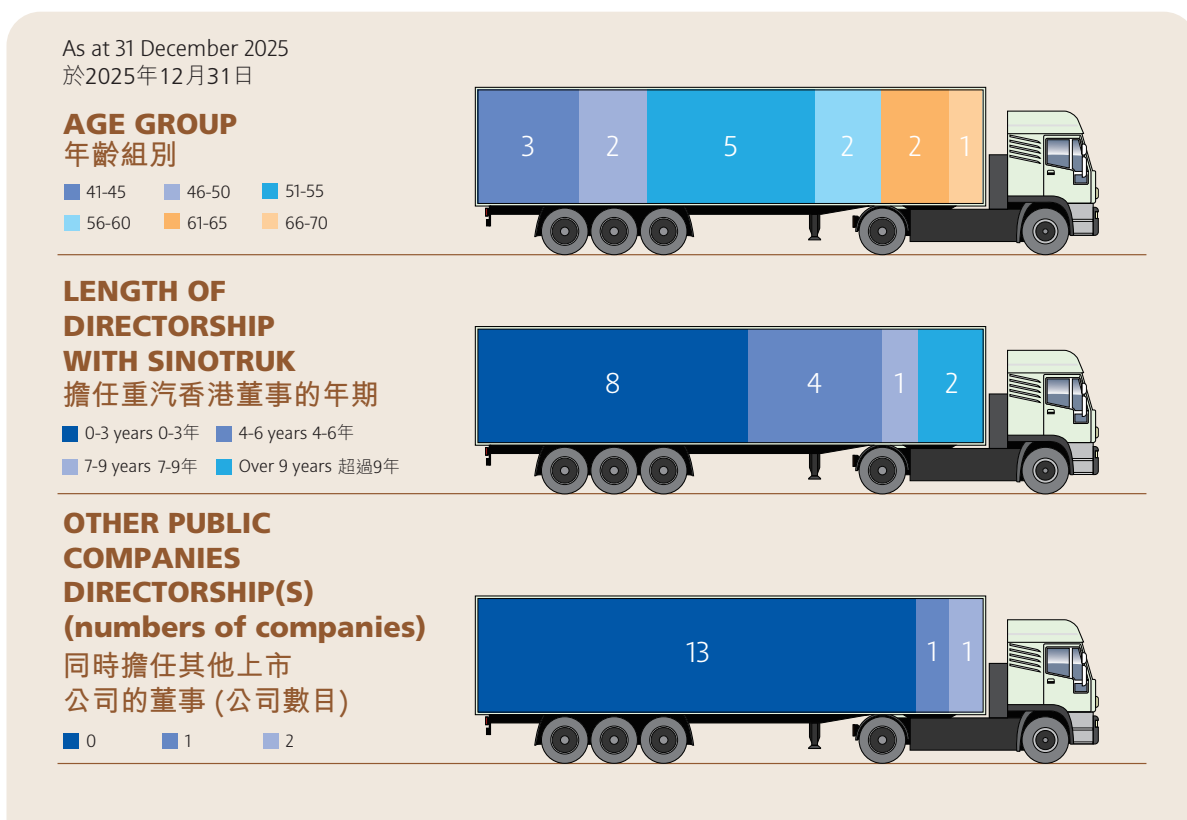 As at 31 December 2025
於2025年12月31日
AGE GROUP
年齡組別
41-45 46-50 51-55
56-60 61-65 66-70
3 2 5 2 2 1
LENGTH OF
DIRECTORSHIP
WITH SINOTRUK
擔任重汽香港董事的年期
0-3 years 0-3年 4-6 years 4-6年
7-9 years 7-9年 Over 9 years 超過9年
8 4 1 2
OTHER PUBLIC
COMPANIES
DIRECTORSHIP(S)
(numbers of companies)
同時擔任其他上市
公司的董事 (公司數目)
0 1 2
13 1 1